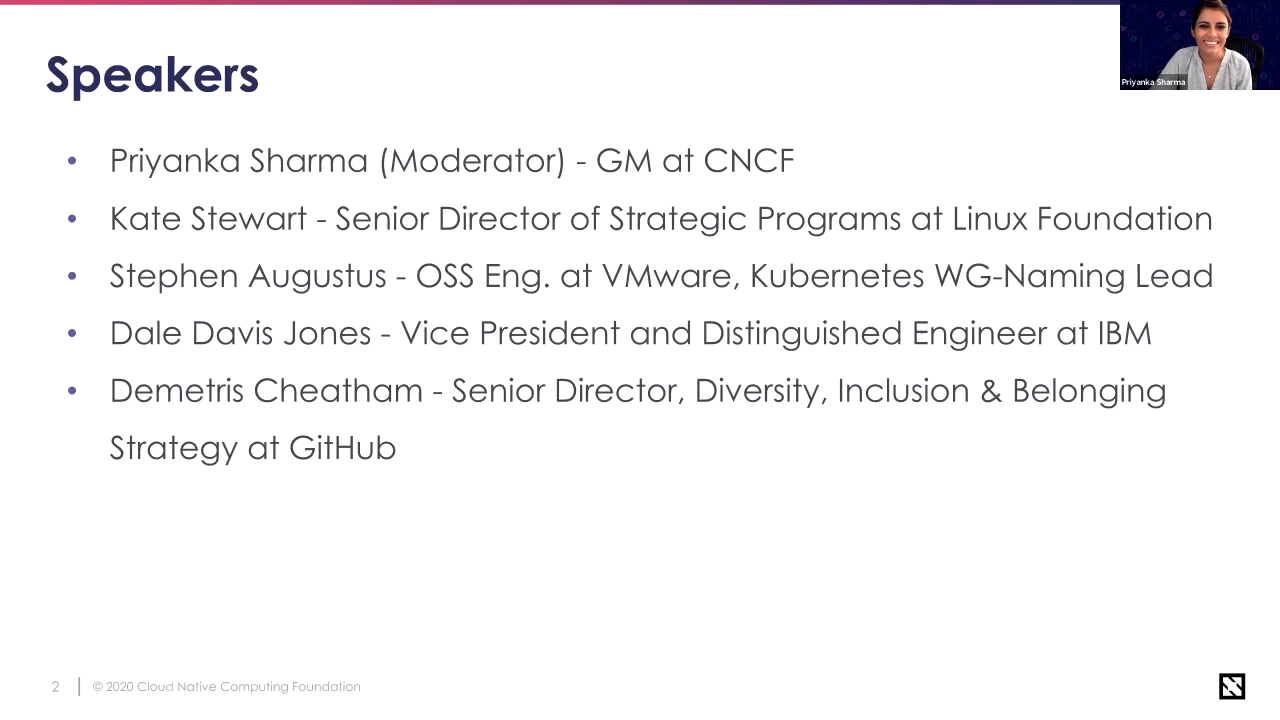 Speakers
Priyanka Sharma
• Priyanka Sharma (Moderator) - GM at CNCF
• Kate Stewart - Senior Director of Strategic Programs at Linux Foundation
• Stephen Augustus - OSS Eng. at VMware, Kubernetes WG-Naming Lead
• Dale Davis Jones - Vice President and Distinguished Engineer at IBM
• Demetris Cheatham - Senior Director, Diversity, Inclusion & Belonging
Strategy at GitHub
2 | © 2020 Cloud Native Computing Foundation